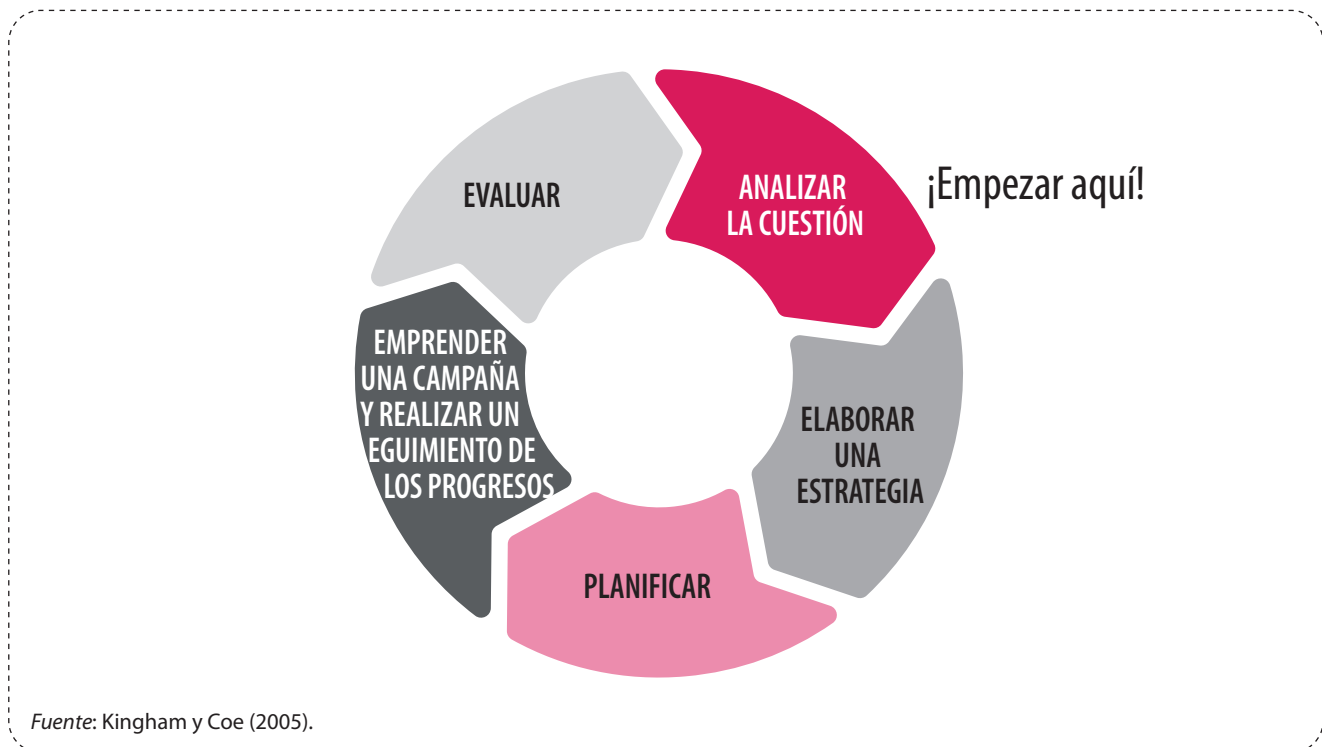 ANALIZAR
LA CUESTIÓN
¡Empezar aquí!
ELABORAR
UNA
ESTRATEGIA
PLANIFICAR
EMPRENDER
UNA CAMPAÑA
Y REALIZAR UN
EGUIMIENTO DE
LOS PROGRESOS
EVALUAR
Fuente: Kingham y Coe (2005).